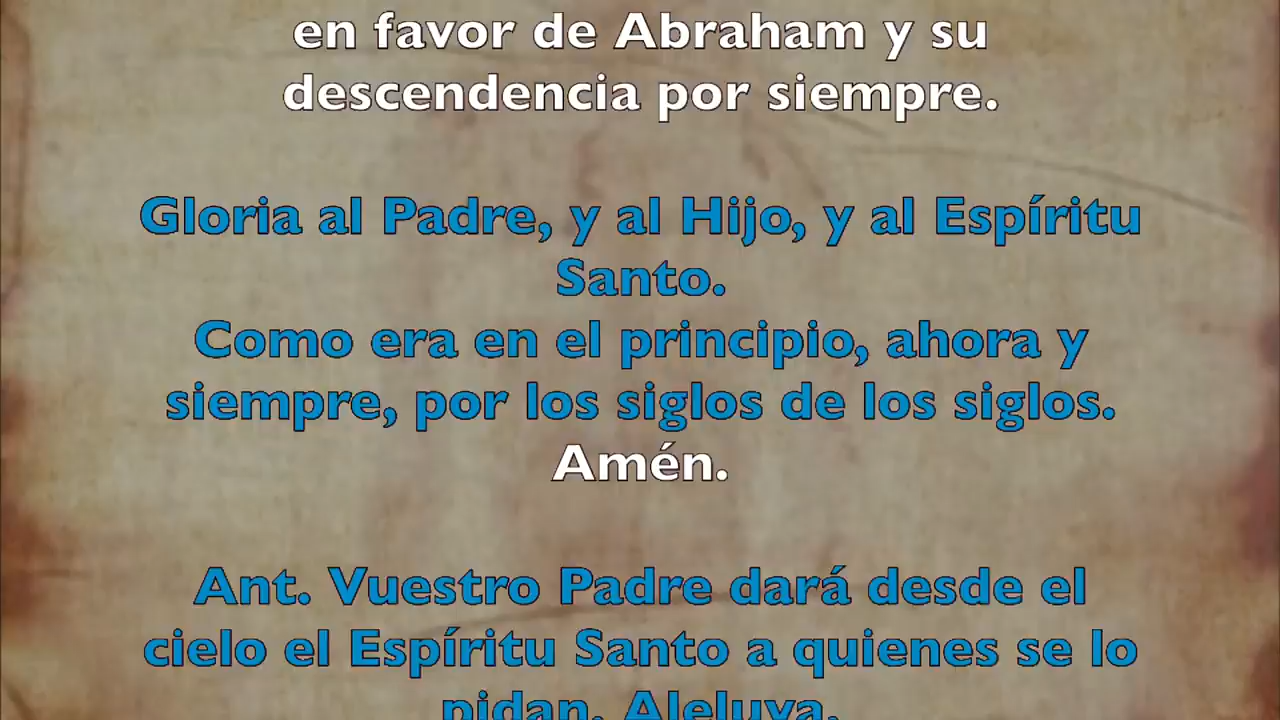 en favor de Abraham y su
descendencia por siempre.
Gloria al Padre, y al Hijo, y al Espíritu
Santo.
Como era en el principio, ahora y
siempre, por los siglos de los siglos.
Amén.
Ant. Vuestro Padre dará desde el
cielo el Espíritu Santo a quienes se lo
pidan. Aleluya.